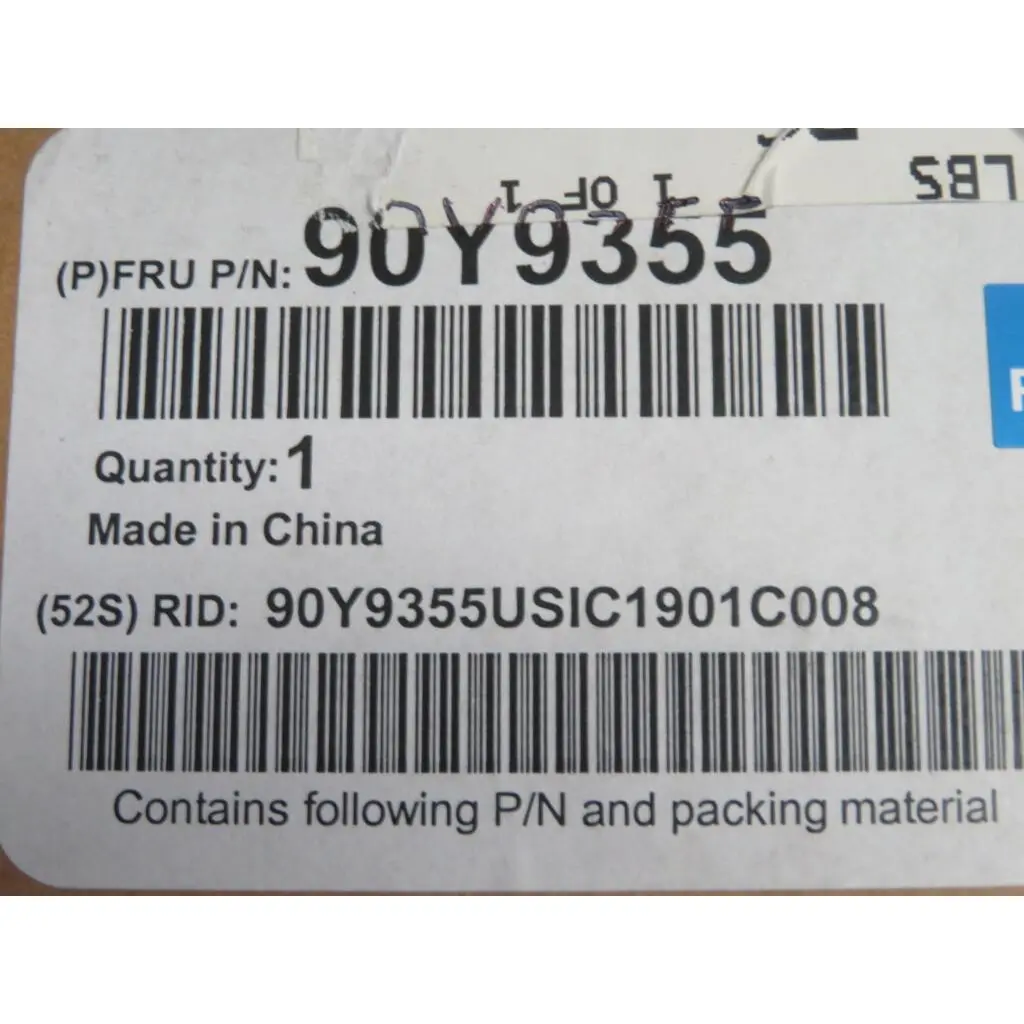 LBS
1 OF 1
(P)FRU P/N: 90Y9355
Quantity: 1
Made in China
(52S) RID: 90Y9355USIC1901C008
Contains following P/N and packing material